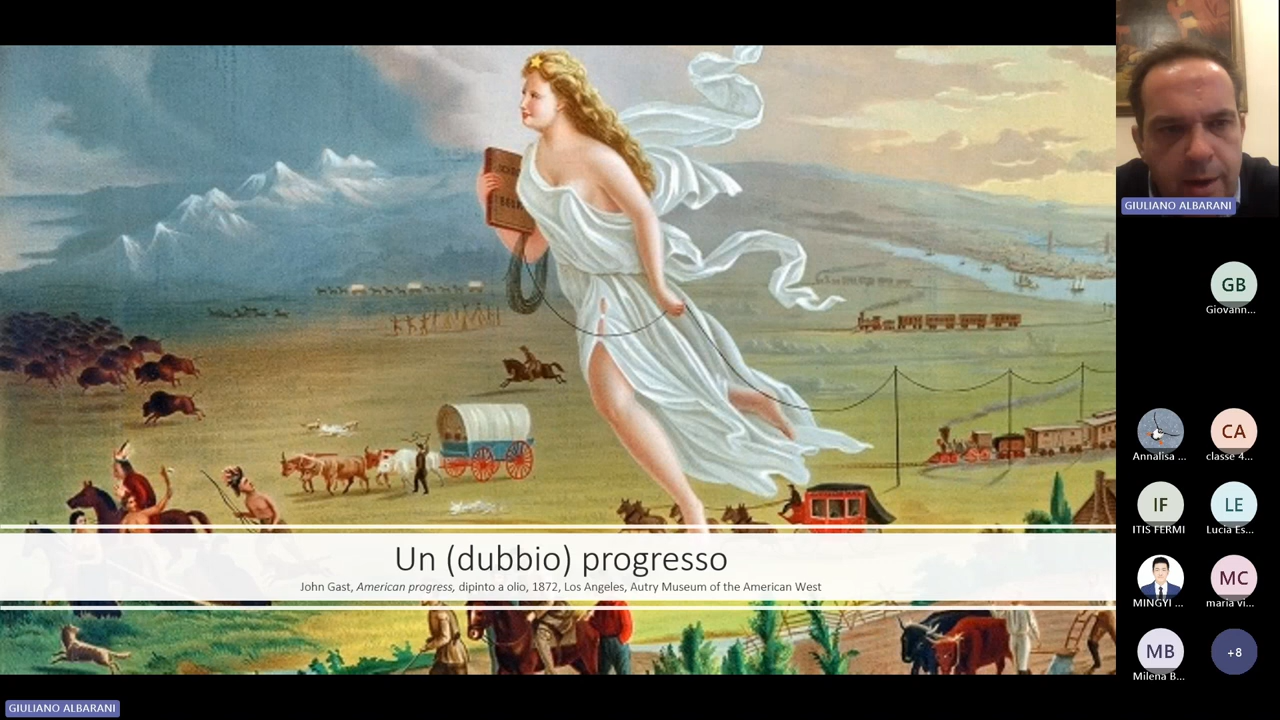 SCHOOL
BOOK
Un (dubbio) progresso
John Gast, American progress, dipinto a olio, 1872, Los Angeles, Autry Museum of the American West
GIULIANO ALBARANI
GIULIANO ALBARANI
GB
Giovann...
Annalisa ...
CA
classe 4...
IF
ITIS FERMI
LE
Lucia Es...
MINGYI ...
MC
maria vi...
MB
Milena B...
+8